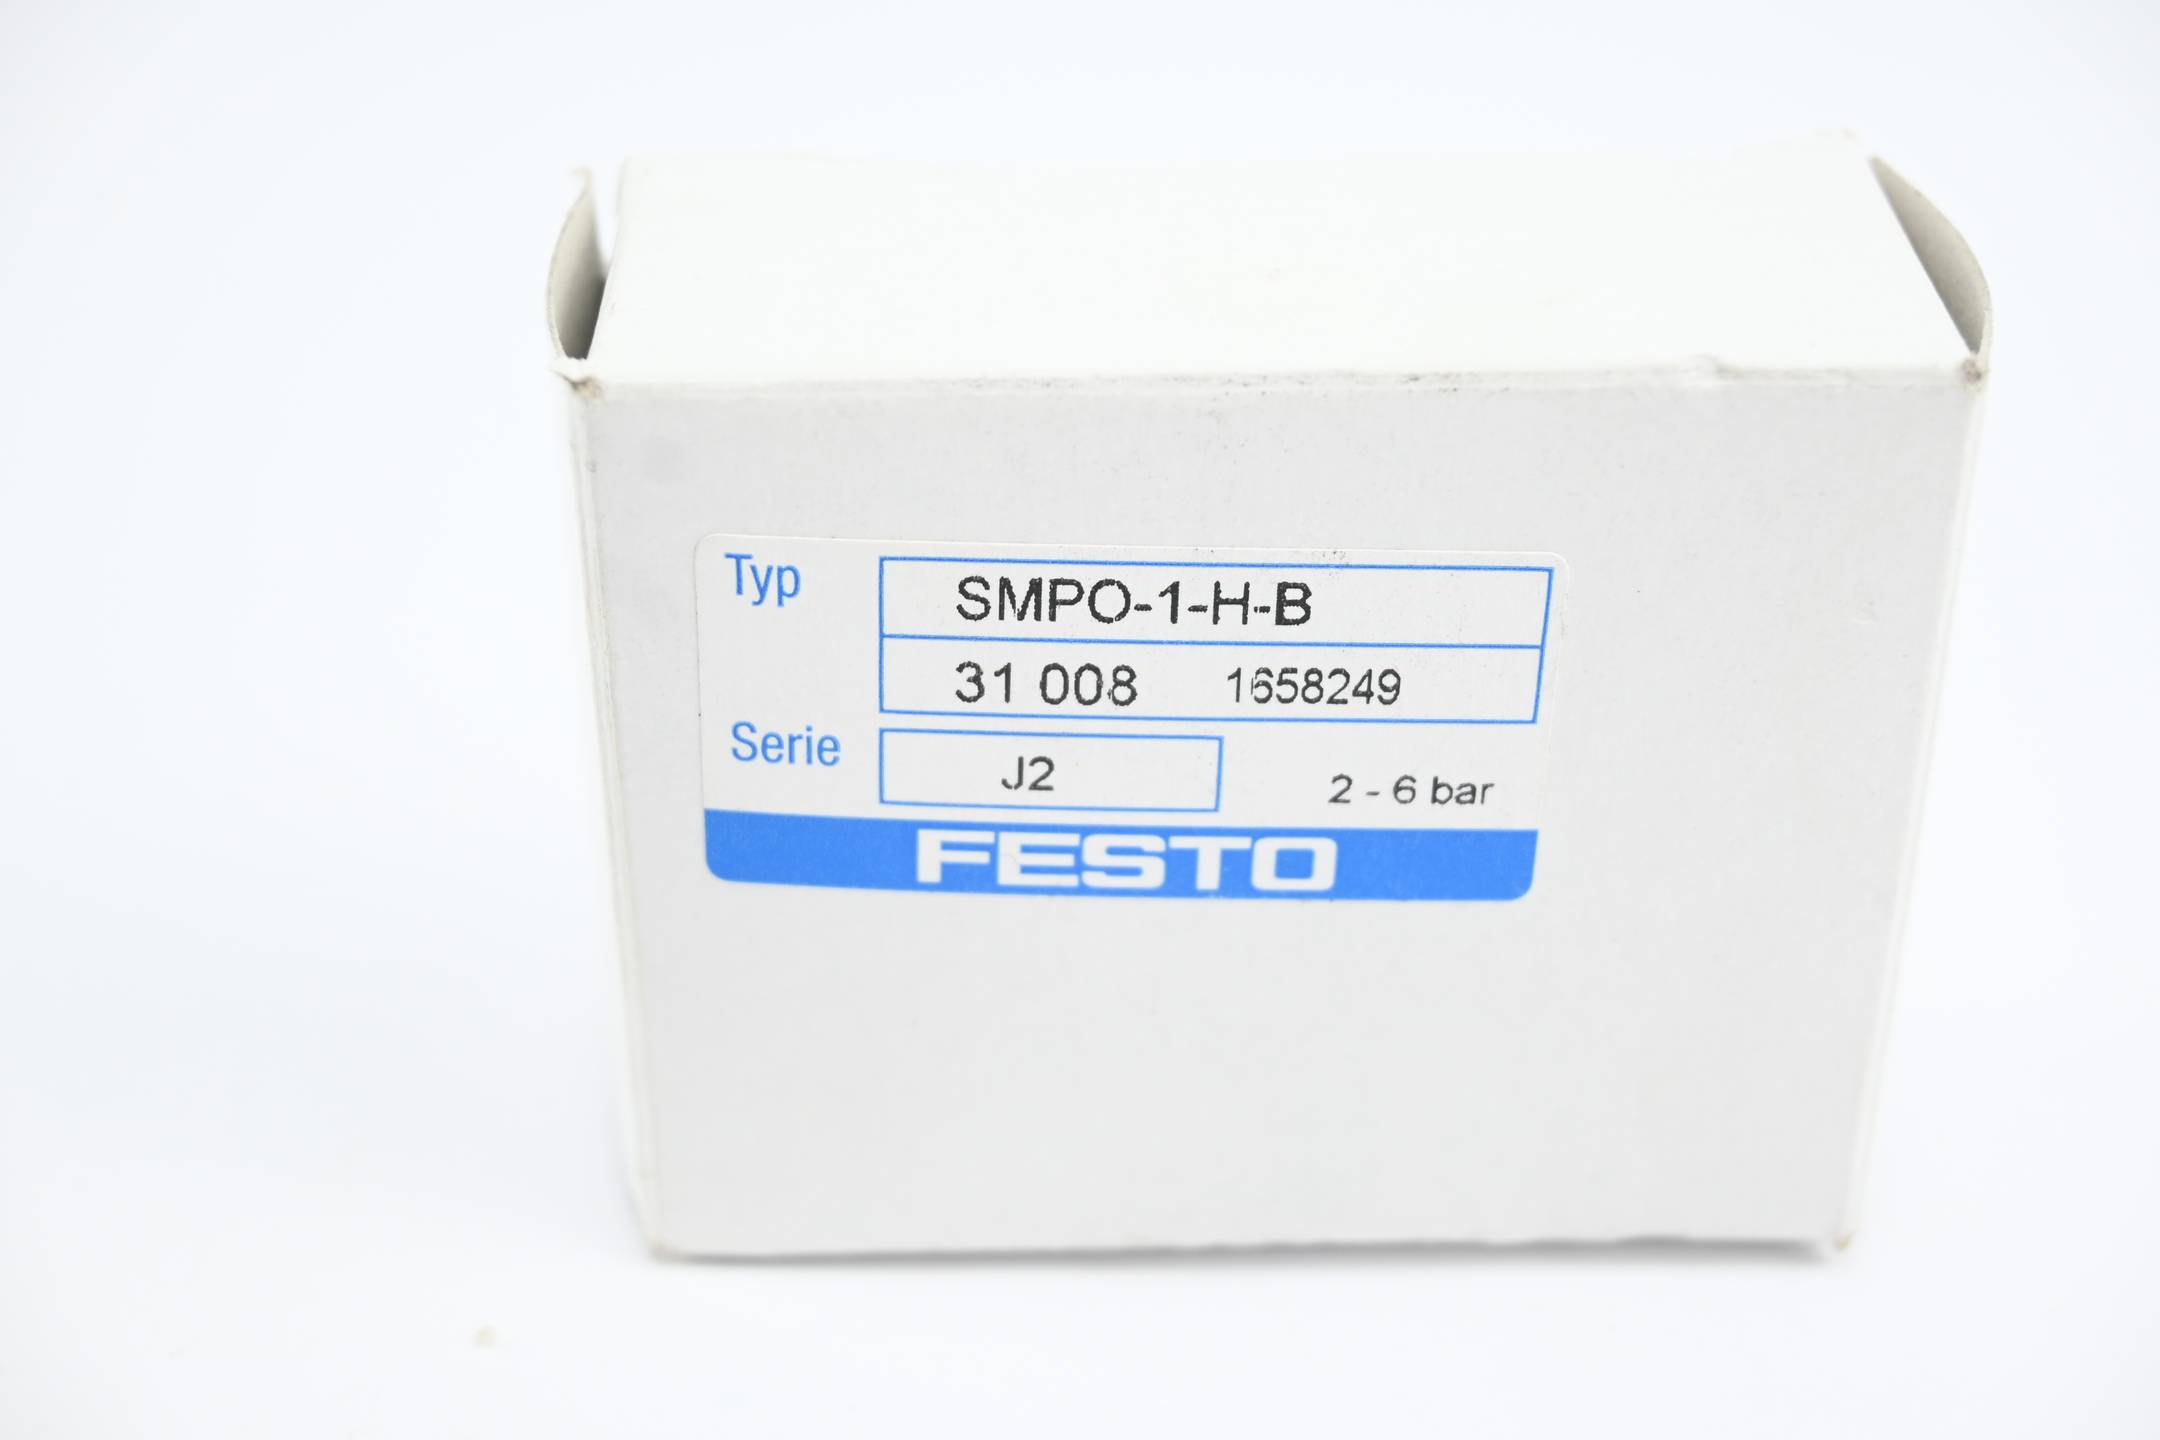 Typ SMPO-1-H-B
31 008 1658249
Serie J2 2 - 6 bar
FESTO